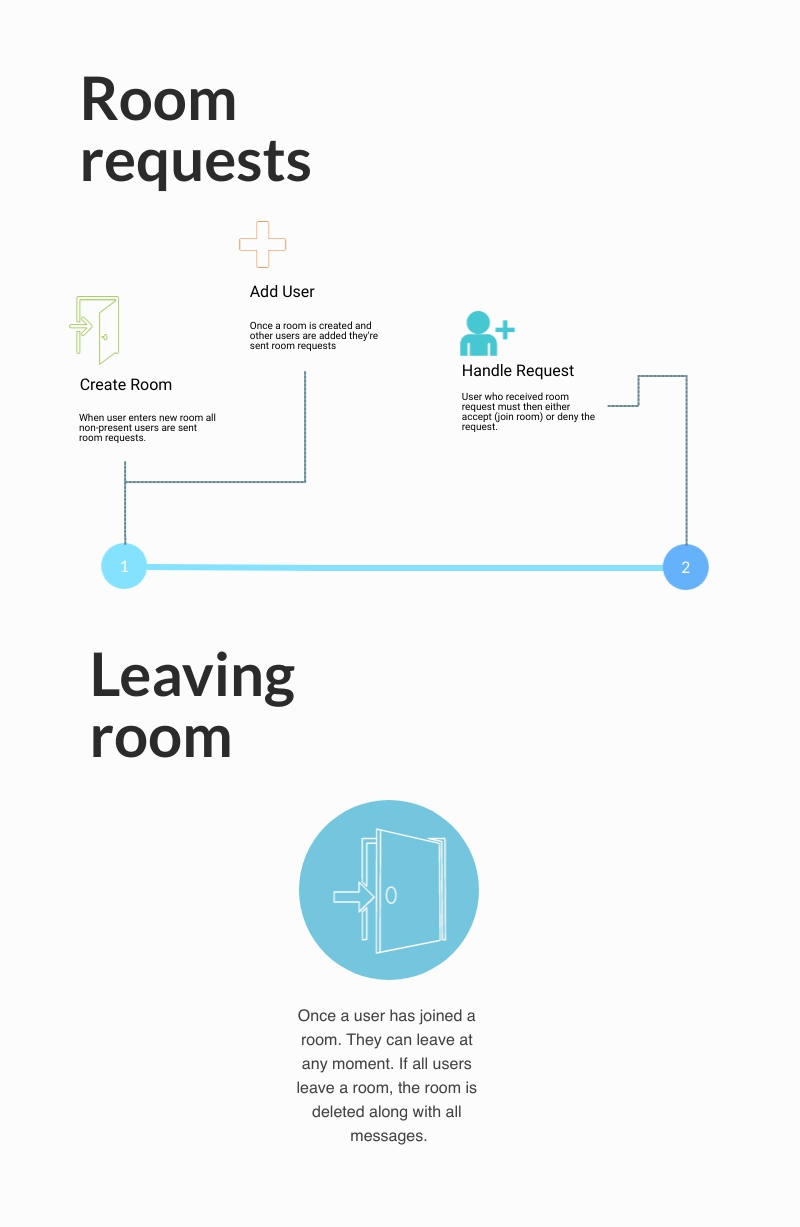 Room
requests
Add User
Once a room is created and
other users are added they're
sent room requests
Create Room
When user enters new room all
non-present users are sent
room requests.
Handle Request
User who received room
request must then either
accept (join room) or deny the
request.
1
2
Leaving
room
Once a user has joined a
room. They can leave at
any moment. If all users
leave a room, the room is
deleted along with all
messages.